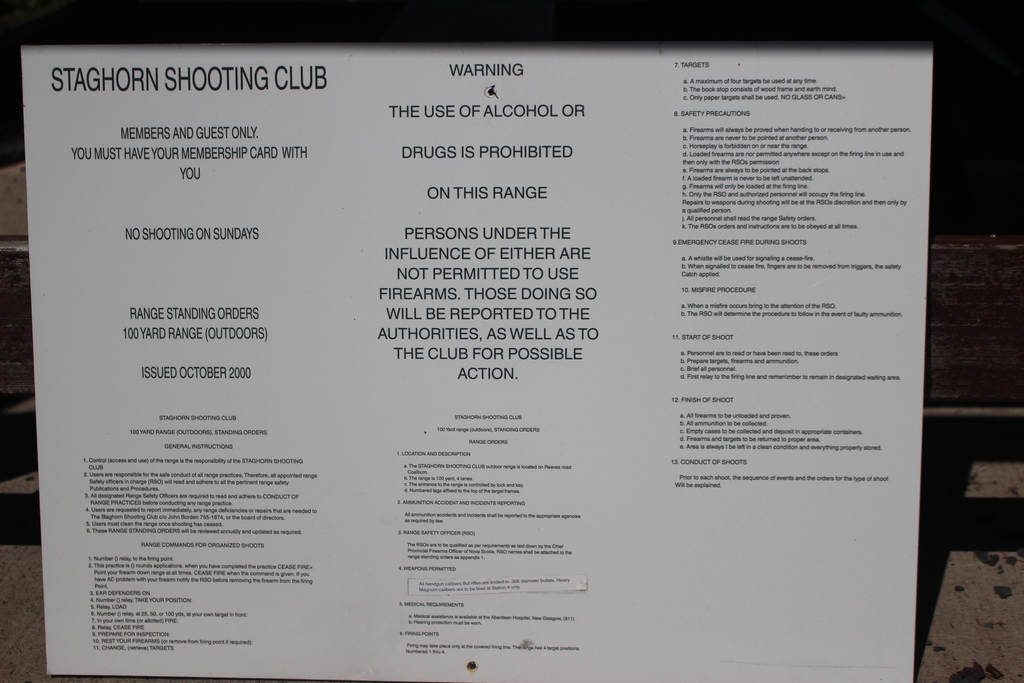 STAGHORN SHOOTING CLUB
MEMBERS AND GUEST ONLY.
YOU MUST HAVE YOUR MEMBERSHIP CARD WITH
YOU
NO SHOOTING ON SUNDAYS
RANGE STANDING ORDERS
100 YARD RANGE (OUTDOORS)
ISSUED OCTOBER 2000
STAGHORN SHOOTING CLUB
100 YARD RANGE (OUTDOORS), STANDING ORDERS
GENERAL INSTRUCTIONS
1. Control (access and use) of the range is the responsibility of the STAGHORN SHOOTING
CLUB
2. Users are responsible for the safe conduct of all range practices, Therefore, all appointed range
Safety officers in charge (RSO) will read and adhere to all the pertinent range safety
Publications and Procedures.
3. All designated Range Safety Officers are required to read and adhere to CONDUCT OF
RANGE PRACTICES before conducting any range practice.
4. Users are requested to report immediately, any range deficiencies or repairs that are needed to
The Staghorn Shooting Club c/o John Borden 755-1974, or the board of directors.
5. Users must clean the range once shooting has ceased.
6. These RANGE STANDING ORDERS will be reviewed annually and updated as required.
RANGE COMMANDS FOR ORGANIZED SHOOTS
1. Number () relay, to the firing point.
2. This practice is () rounds applications, when you have completed the practice CEASE FIRE>
Point your firearm down range at all times. CEASE FIRE when the command is given. If you
have AC problem with your firearm notify the RSO before removing the firearm from the firing
Point.
3. EAR DEFENDERS ON
4. Number () relay, TAKE YOUR POSITION:
5. Relay, LOAD
6. Number () relay, at 25, 50, or 100 yds, at your own target in front:
7. In your own time (or allotted) FIRE:
8. Relay, CEASE FIRE
9. PREPARE FOR INSPECTION:
10. REST YOUR FIREARMS (or remove from firing point if required):
11. CHANGE, (retrieve) TARGETS
WARNING
THE USE OF ALCOHOL OR
DRUGS IS PROHIBITED
ON THIS RANGE
PERSONS UNDER THE
INFLUENCE OF EITHER ARE
NOT PERMITTED TO USE
FIREARMS. THOSE DOING SO
WILL BE REPORTED TO THE
AUTHORITIES, AS WELL AS TO
THE CLUB FOR POSSIBLE
ACTION.
STAGHORN SHOOTING CLUB
100 Yard range (outdoors), STANDING ORDERS
RANGE ORDERS
1. LOCATION AND DESCRIPTION
a. The STAGHORN SHOOTING CLUB outdoor range is located on Reeves road
Coalburn.
b. The range is 100 yard, 4 lanes.
c. The entrance to the range is controlled by lock and key.
d. Numbered tags affixed to the top of the target frames.
2. AMMUNITION ACCIDENT AND INCIDENTS REPORTING
All ammunition accidents and incidents shall be reported to the appropriate agencies
as required by law.
3. RANGE SAFETY OFFICER (RSO)
The RSOs are to be qualified as per requirements as laid down by the Chief
Provincial Firearms Officer of Nova Scotia. RSO names shall be attached to the
range standing orders as appendix 1.
4. WEAPONS PERMITTED
All handgun calibers But rifles are limited to .308 diameter bullets. Heavy
Magnum calibers are to be fired at Station 4 only.
5. MEDICAL REQUIREMENTS
a. Medical assistance is available at the Aberdeen Hospital, New Glasgow, (911)
b. Hearing protection must be worn.
6. FIRING POINTS
Firing may take place only at the covered firing line. The range has 4 target positions
Numbered 1 thru 4.
7. TARGETS
a. A maximum of four targets be used at any time.
b. The book stop consists of wood frame and earth mind.
c. Only paper targets shall be used. NO GLASS OR CANS>
8. SAFETY PRECAUTIONS
a. Firearms will always be proved when handing to or receiving from another person.
b. Firearms are never to be pointed at another person.
c. Horseplay is forbidden on or near the range.
d. Loaded firearms are nor permitted anywhere except on the firing line in use and
then only with the RSOs permission
e. Firearms are always to be pointed at the back stops.
f. A loaded firearm is never to be left unattended.
g. Firearms will only be loaded at the firing line.
h. Only the RSO and authorized personnel will occupy the firing line.
Repairs to weapons during shooting will be at the RSOs discretion and then only by
a qualified person.
j. All personnel shall read the range Safety orders.
k. The RSOs orders and instructions are to be obeyed at all times.
9.EMERGENCY CEASE FIRE DURING SHOOTS
a. A whistle will be used for signaling a cease-fire.
b. When signalled to cease fire, fingers are to be removed from triggers, the safety
Catch applied.
10. MISFIRE PROCEDURE
a. When a misfire occurs bring to the attention of the RSO.
b. The RSO will determine the procedure to follow in the event of faulty ammunition.
11. START OF SHOOT
a. Personnel are to read or have been read to, these orders
b. Prepare targets, firearms and ammunition.
c. Brief all personnel.
d. First relay to the firing line and remember to remain in designated waiting area.
12. FINISH OF SHOOT
a. All firearms to be unloaded and proven.
b. All ammunition to be collected.
c. Empty cases to be collected and deposit in appropriate containers.
d. Firearms and targets to be returned to proper area.
e. Area is always t be left in a clean condition and everything properly stored.
13. CONDUCT OF SHOOTS
Prior to each shoot, the sequence of events and the orders for the type of shoot
Will be explained.